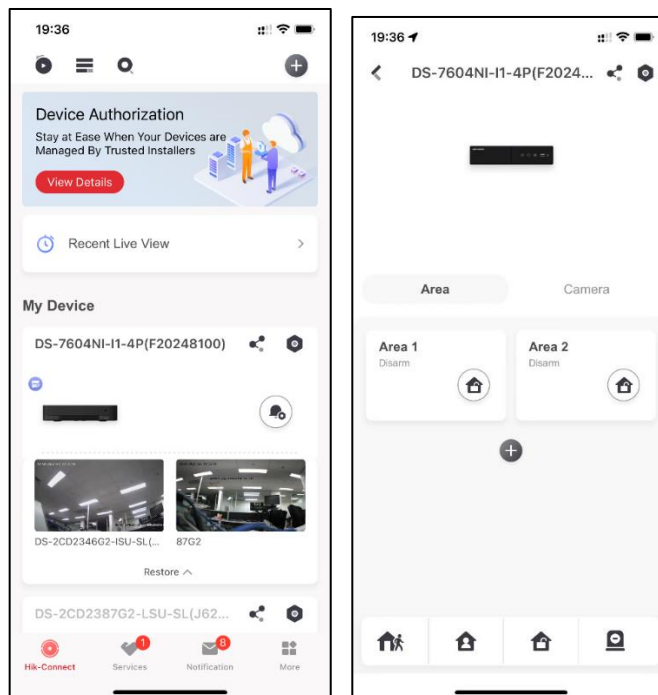 19:36
Device Authorization
Stay at Ease When Your Devices are
Managed By Trusted Installers
View Details
Recent Live View
My Device
DS-7604NI-I1-4P(F20248100)
DS-2CD2346G2-ISU-SL(...
87G2
Restore
DS-2CD2387G2-LSU-SL(J62...
1
8
Hik-Connect
Services
Notification
More
19:36
DS-7604NI-I1-4P(F2024...
Area
Camera
Area 1
Disarm
Area 2
Disarm